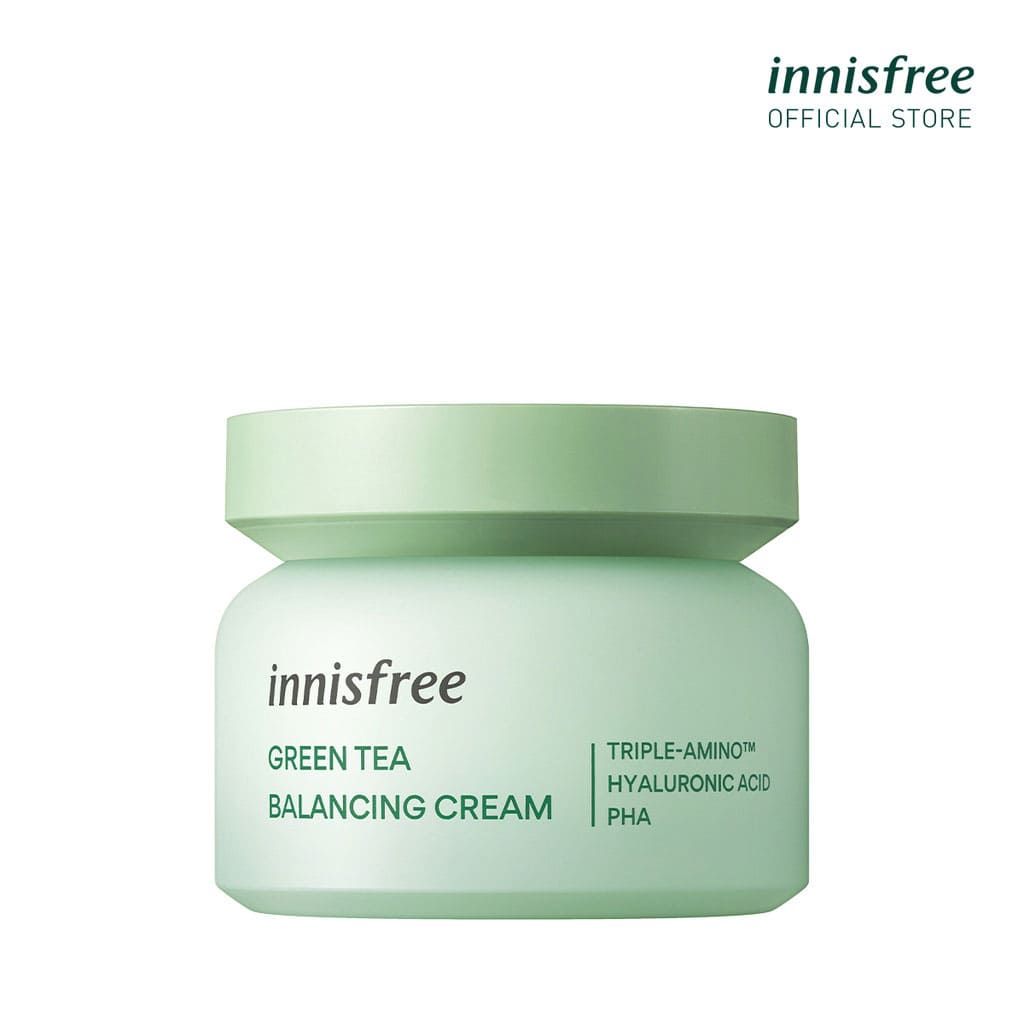 innisfree
OFFICIAL STORE
innisfree
GREEN TEA
BALANCING CREAM
TRIPLE-AMINO™
HYALURONIC ACID
PHA